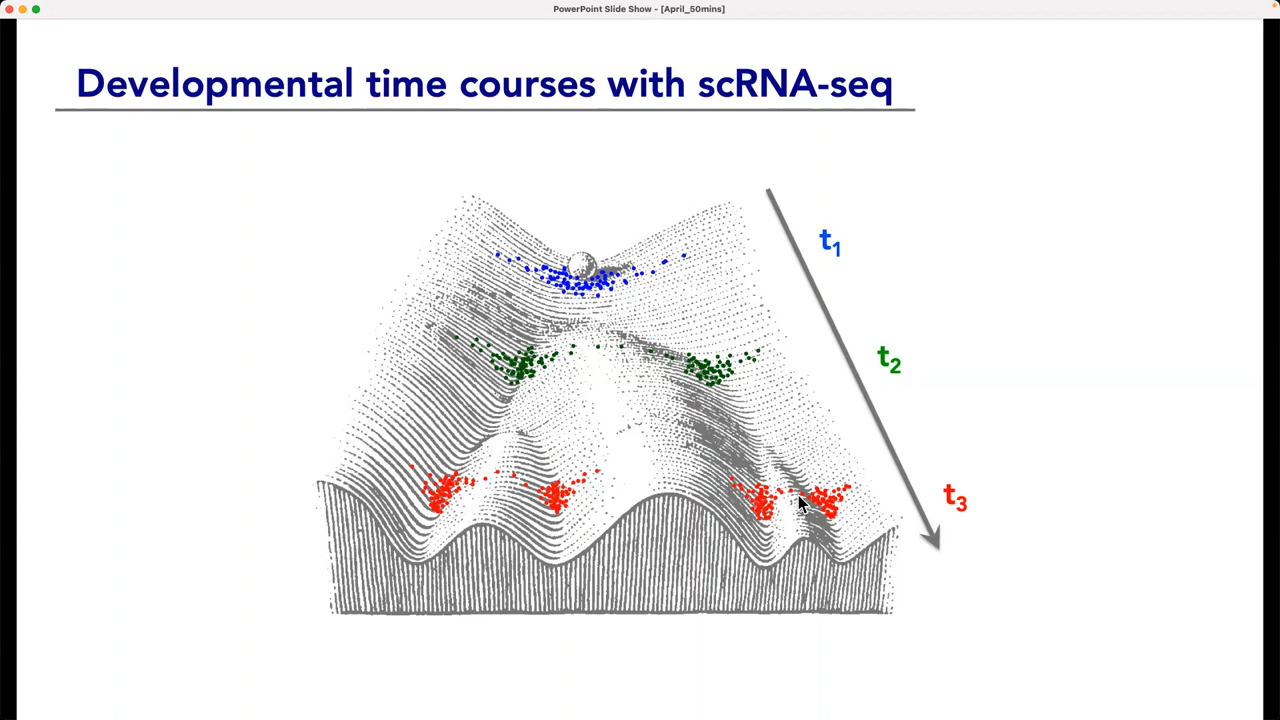 PowerPoint Slide Show - [April_50mins]
Developmental time courses with scRNA-seq
t₁
t₂
t₃